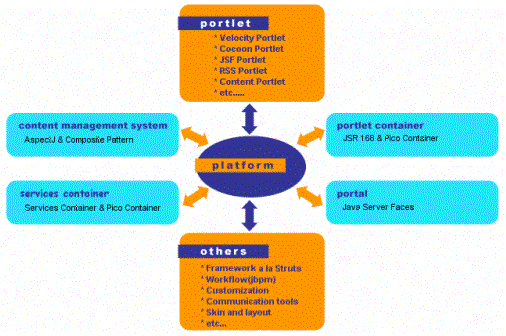 portlet
* Velocity Portlet
* Cocoon Portlet
* JSF Portlet
* RSS Portlet
* Content Portlet
* etc.....
content management system
AspectJ & Composite Pattern
portlet container
JSR 168 & Pico Container
platform
services container
Services Container & Pico Container
portal
Java Server Faces
others
* Framework a la Struts
* Workflow(jbpm)
* Customization
* Communication tools
* Skin and layout
* etc...